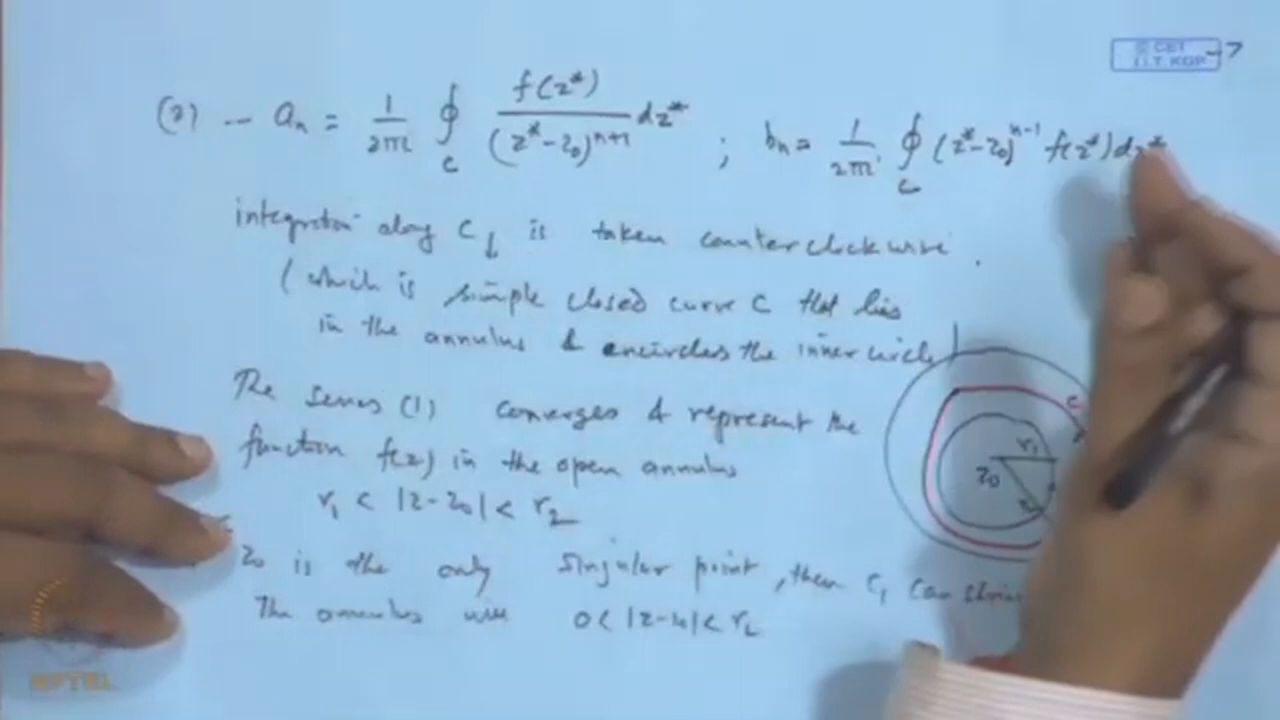 © CET
I.I.T. KGP
-7
(2) — aₙ = 1/2πi ∮_C f(z*)/(z*-z₀)ⁿ⁺¹ dz* ; bₙ = 1/2πi ∮_C (z*-z₀)ⁿ⁻¹ f(z*) dz*
integration along C is taken counterclockwise.
(which is simple closed curve C that lies
in the annulus & encircles the inner circle)
The series (1) converges & represent the
function f(z) in the open annulus
r₁ < |z-z₀| < r₂
C
r₁
z₀
r₂
z₀ is the only singular point, then C₁ can
The annulus will 0 < |z-z₀| < r₂
NPTEL